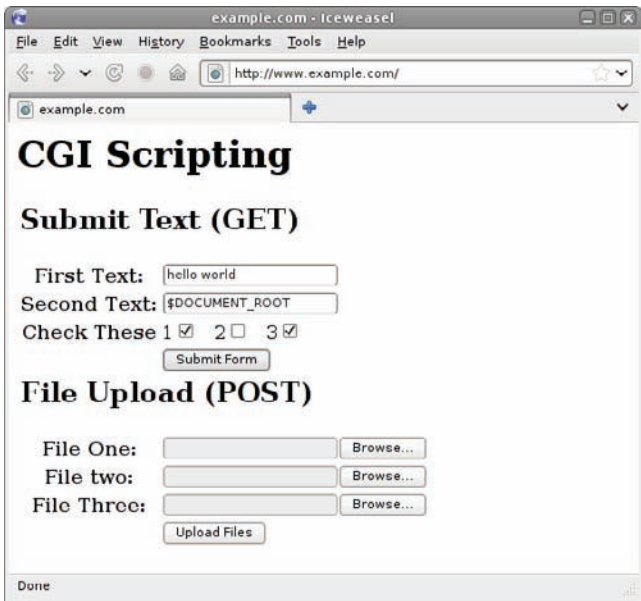 example.com - Iceweasel
File Edit View History Bookmarks Tools Help
http://www.example.com/
example.com
CGI Scripting
Submit Text (GET)
First Text: hello world
Second Text: $DOCUMENT_ROOT
Check These 1 2 3
Submit Form
File Upload (POST)
File One: Browse...
File two: Browse...
File Three: Browse...
Upload Files
Done